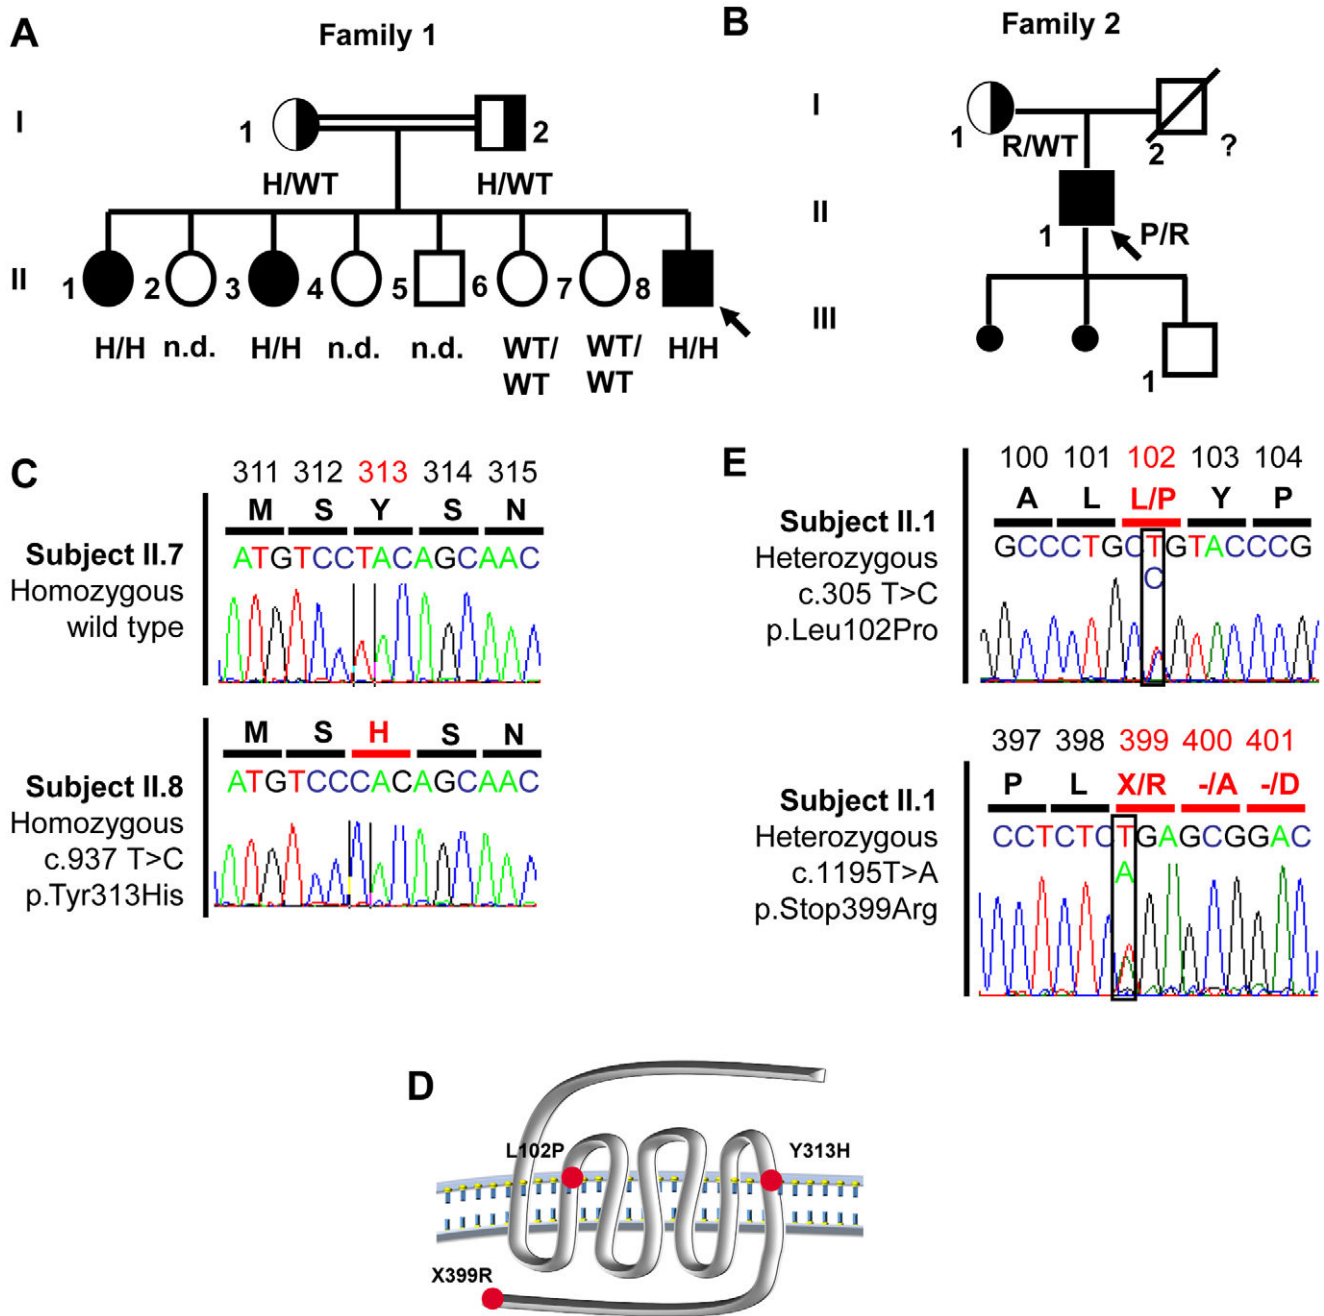 A
Family 1
I
1
2
H/WT
H/WT
II
1
2
3
4
5
6
7
8
H/H
n.d.
H/H
n.d.
n.d.
WT/
WT
WT/
WT
H/H
B
Family 2
I
1
R/WT
2
?
II
1
P/R
III
1
C
311 312 313 314 315
M S Y S N
Subject II.7
Homozygous
wild type
ATGTCCTACAGCAAC
M S H S N
Subject II.8
Homozygous
c.937 T>C
p.Tyr313His
ATGTCCCACAGCAAC
E
100 101 102 103 104
A L L/P Y P
Subject II.1
Heterozygous
c.305 T>C
p.Leu102Pro
GCCCTGCTGTACCCG
C
397 398 399 400 401
P L X/R -/A -/D
Subject II.1
Heterozygous
c.1195T>A
p.Stop399Arg
CCTCTCTGAGCGGAC
A
D
L102P
Y313H
X399R